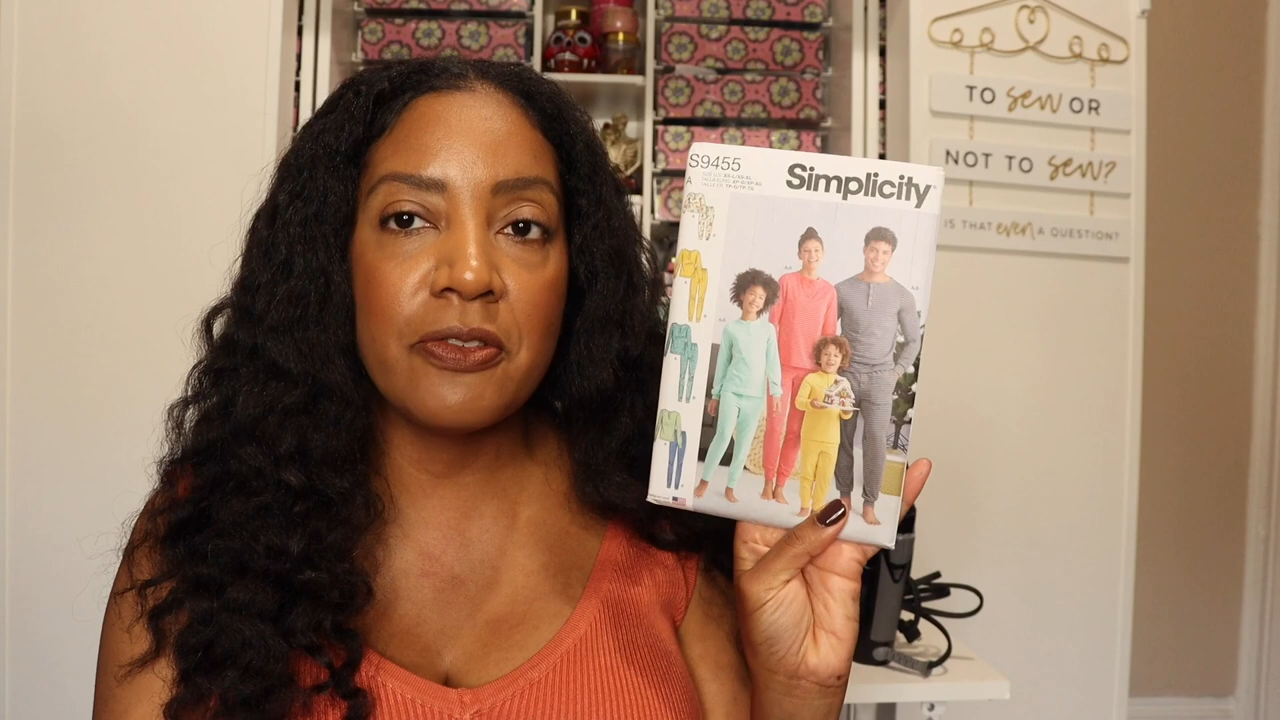 S9455
A
Simplicity
TO sew OR
NOT TO sew?
IS THAT even A QUESTION?